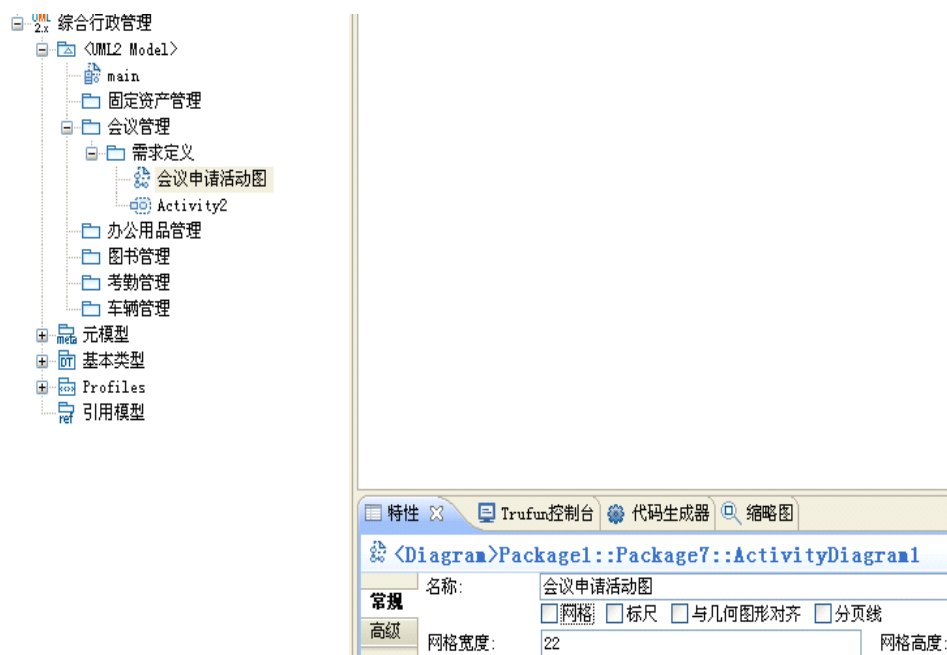 UML 2.x 综合行政管理
<UML2 Model>
main
固定资产管理
会议管理
需求定义
会议申请活动图
Activity2
办公用品管理
图书管理
考勤管理
车辆管理
meta 元模型
DT 基本类型
Profiles
ref 引用模型
特性 Trufun控制台 代码生成器 缩略图
<Diagram>Package1::Package7::ActivityDiagram1
常规 名称: 会议申请活动图
网格 标尺 与几何图形对齐 分页线
高级 网格宽度: 22 网格高度: